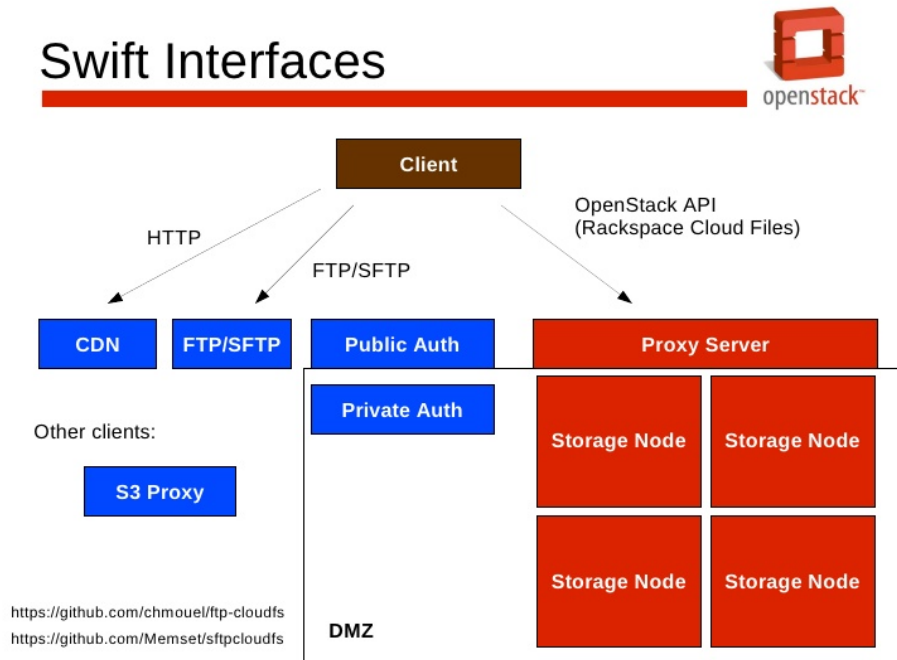 Swift Interfaces
openstack™
Client
OpenStack API
(Rackspace Cloud Files)
HTTP
FTP/SFTP
CDN
FTP/SFTP
Public Auth
Proxy Server
Private Auth
Other clients:
Storage Node
Storage Node
S3 Proxy
Storage Node
Storage Node
https://github.com/chmouel/ftp-cloudfs
https://github.com/Memset/sftpcloudfs
DMZ